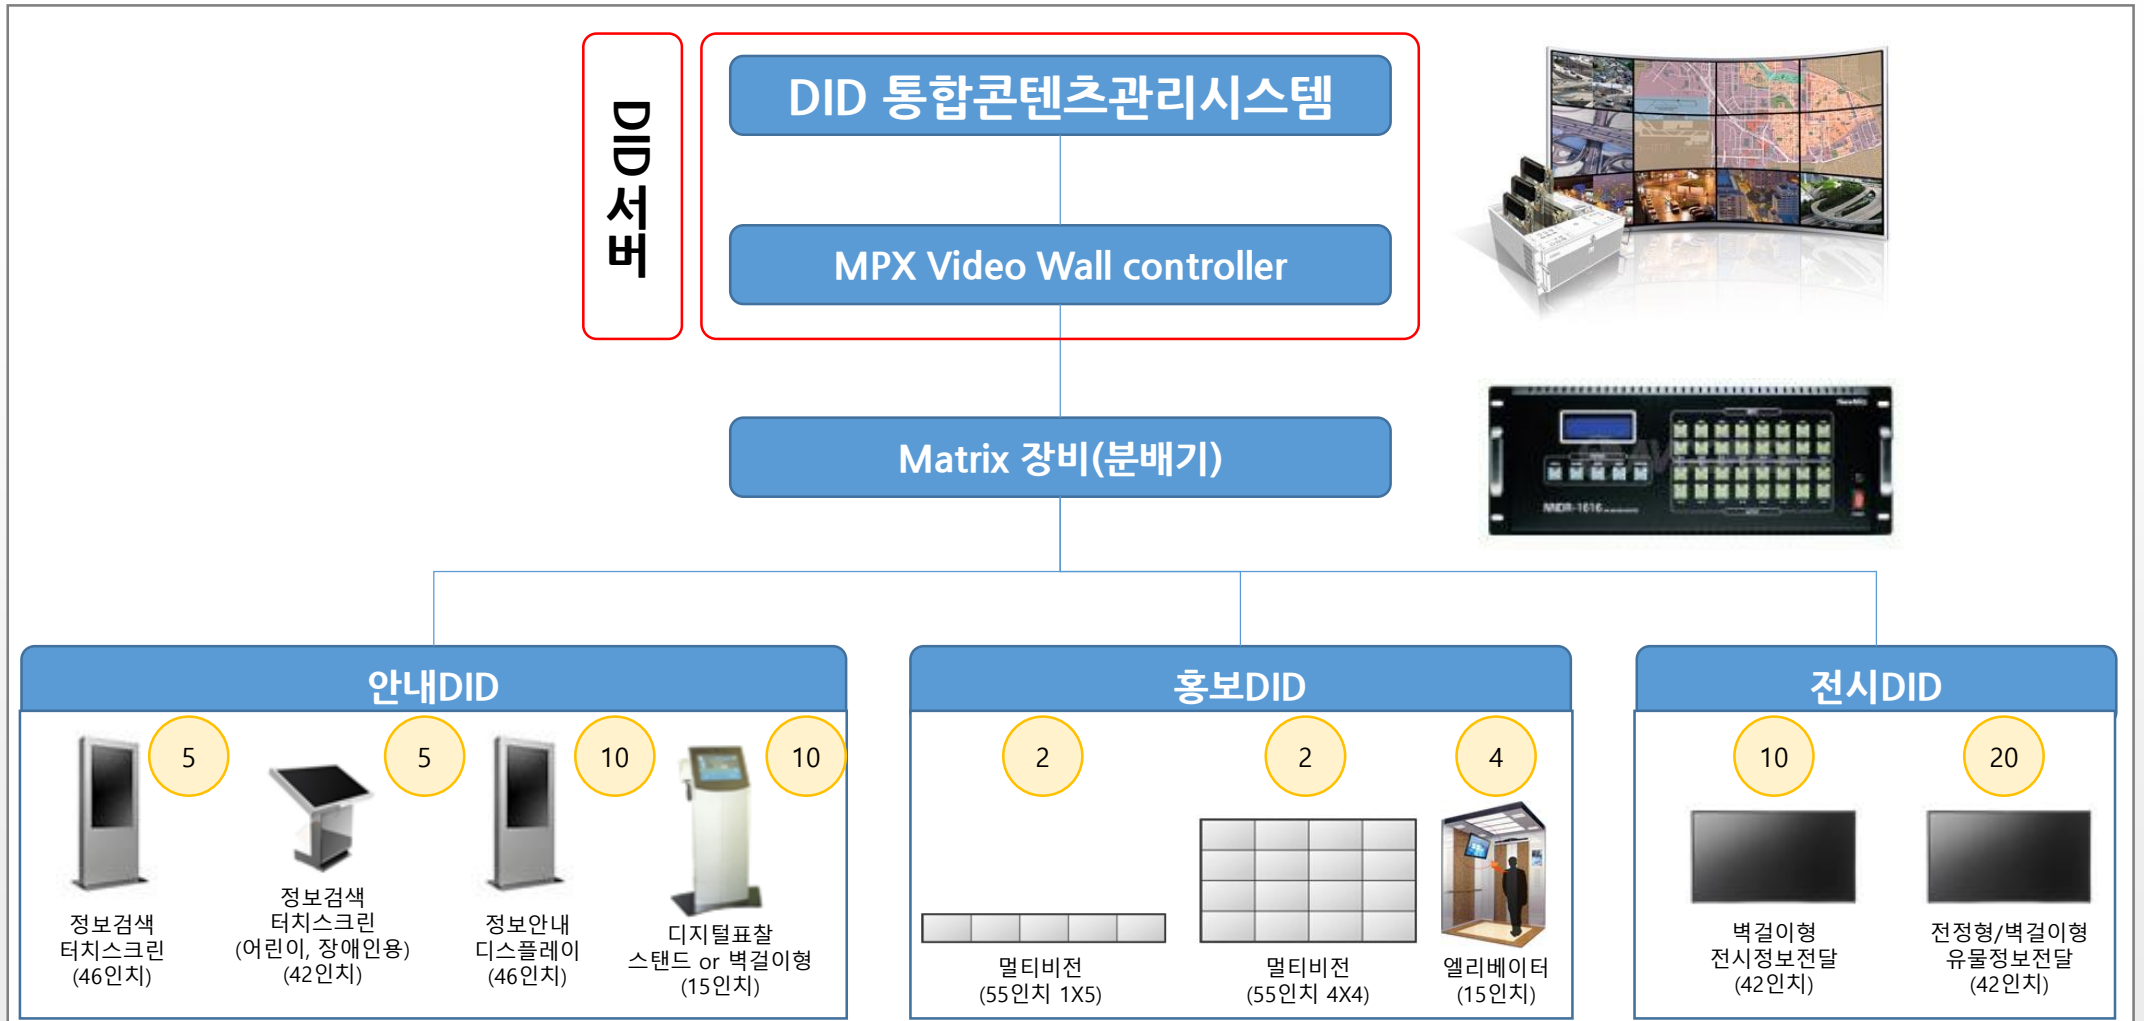 DID서버
DID 통합콘텐츠관리시스템
MPX Video Wall controller
Matrix 장비(분배기)
NMDR-1616
안내DID
5
5
10
10
정보검색
터치스크린
(46인치)
정보검색
터치스크린
(어린이, 장애인용)
(42인치)
정보안내
디스플레이
(46인치)
디지털표찰
스탠드 or 벽걸이형
(15인치)
홍보DID
2
2
4
멀티비전
(55인치 1X5)
멀티비전
(55인치 4X4)
엘리베이터
(15인치)
전시DID
10
20
벽걸이형
전시정보전달
(42인치)
전정형/벽걸이형
유물정보전달
(42인치)